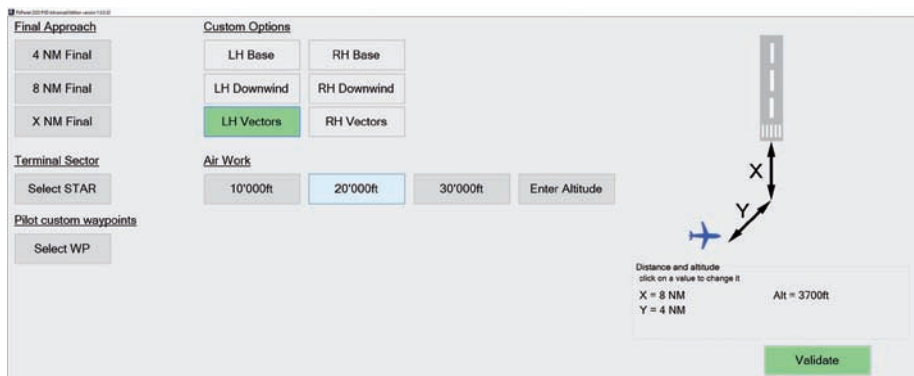 Final Approach
4 NM Final
8 NM Final
X NM Final
Terminal Sector
Select STAR
Pilot custom waypoints
Select WP
Custom Options
LH Base RH Base
LH Downwind RH Downwind
LH Vectors RH Vectors
Air Work
10'000ft 20'000ft 30'000ft Enter Altitude
X
Y
Distance and altitude
click on a value to change it
X = 8 NM Alt = 3700ft
Y = 4 NM
Validate